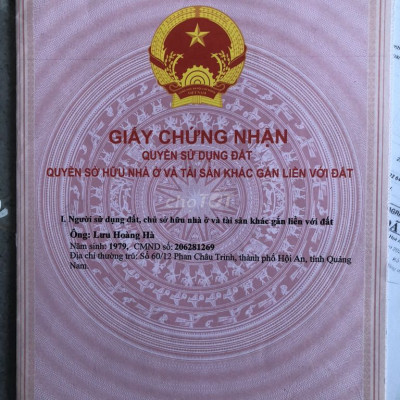 GIẤY CHỨNG NHẬN
QUYỀN SỬ DỤNG ĐẤT
QUYỀN SỞ HỮU NHÀ Ở VÀ TÀI SẢN KHÁC GẮN LIỀN VỚI ĐẤT
I. Người sử dụng đất, chủ sở hữu nhà ở và tài sản khác gắn liền với đất
Ông: Lưu Hoàng Hà
Năm sinh: 1979, CMND số: 206281269
Địa chỉ thường trú: Số 60/12 Phan Châu Trinh, thành phố Hội An, tỉnh Quảng
Nam.